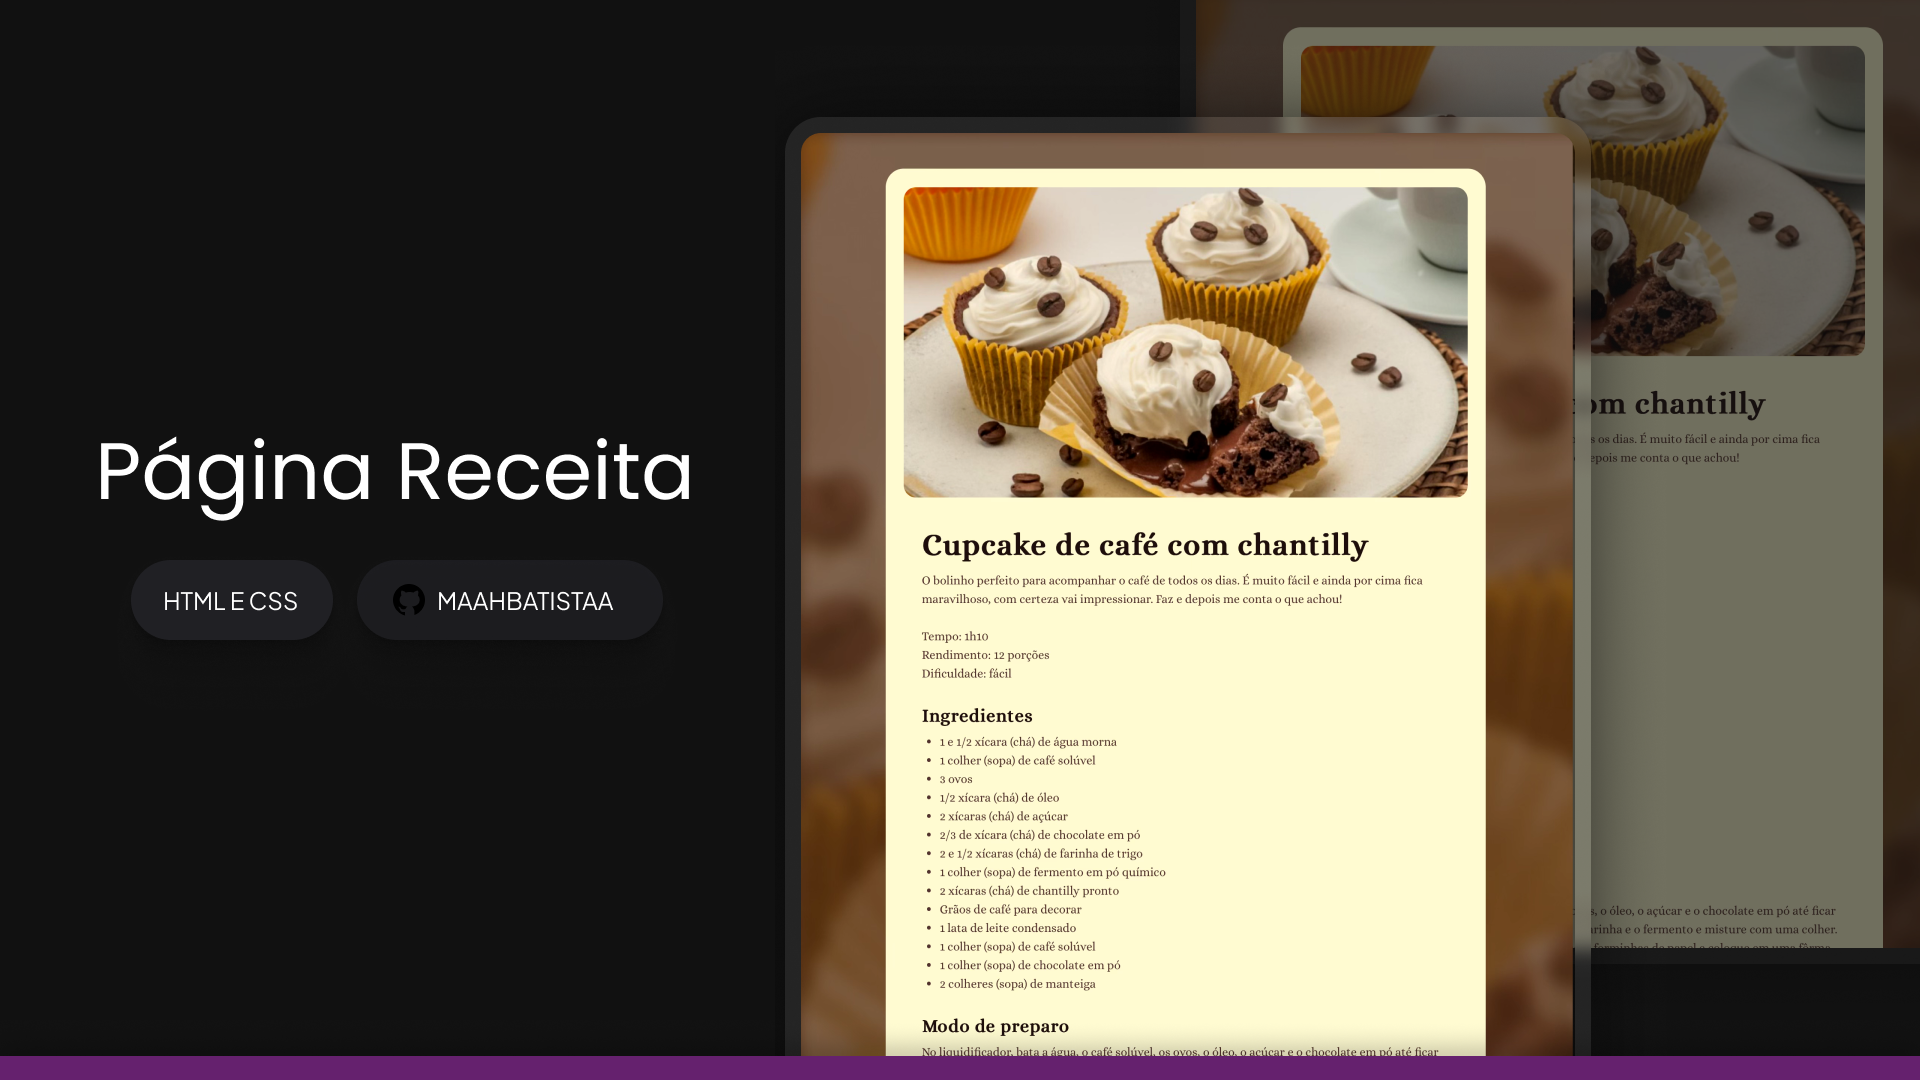 Página Receita
HTML E CSS
MAAHBATISTAA
Cupcake de café com chantilly
O bolinho perfeito para acompanhar o café de todos os dias. É muito fácil e ainda por cima fica
maravilhoso, com certeza vai impressionar. Faz e depois me conta o que achou!
Tempo: 1h10
Rendimento: 12 porções
Dificuldade: fácil
Ingredientes
• 1 e 1/2 xícara (chá) de água morna
• 1 colher (sopa) de café solúvel
• 3 ovos
• 1/2 xícara (chá) de óleo
• 2 xícaras (chá) de açúcar
• 2/3 de xícara (chá) de chocolate em pó
• 2 e 1/2 xícaras (chá) de farinha de trigo
• 1 colher (sopa) de fermento em pó químico
• 2 xícaras (chá) de chantilly pronto
• Grãos de café para decorar
• 1 lata de leite condensado
• 1 colher (sopa) de café solúvel
• 1 colher (sopa) de chocolate em pó
• 2 colheres (sopa) de manteiga
Modo de preparo
No liquidificador, bata a água, o café solúvel, os ovos, o óleo, o açúcar e o chocolate em pó até ficar
om chantilly
os dias. É muito fácil e ainda por cima fica
epois me conta o que achou!
s, o óleo, o açúcar e o chocolate em pó até ficar
arinha e o fermento e misture com uma colher.
forminhas de papel e coloque em uma fôrma